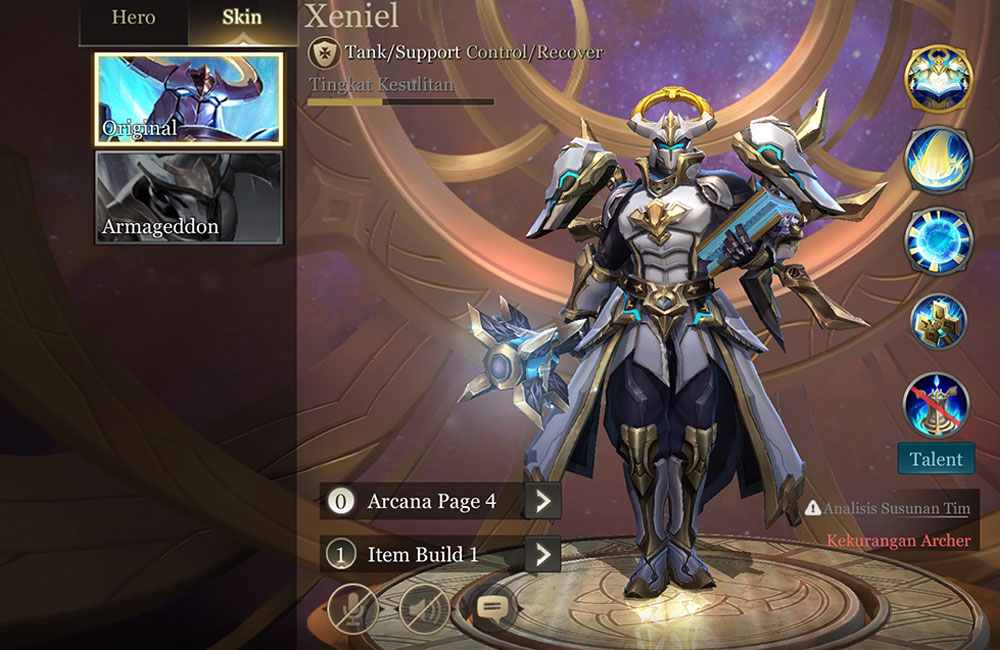 Hero
Skin
Original
Armageddon
Xeniel
Tank/Support Control/Recover
Tingkat Kesulitan
0 Arcana Page 4
1 Item Build 1
Talent
Analisis Susunan Tim
Kekurangan Archer